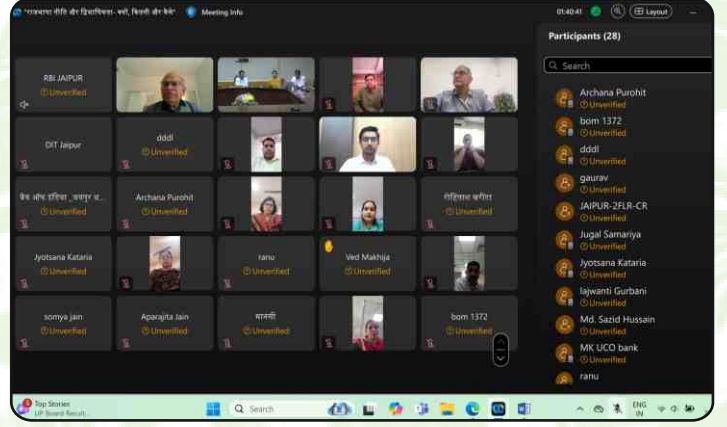 "राजभाषा नीति और द्विभाषिकता- क्यों, कितनी और कैसे"
Meeting Info
01:40:41
Layout
Participants (28)
Search
RBI JAIPUR
Unverified
DIT Jaipur
dddl
Unverified
बैंक ऑफ इंडिया _जयपुर
Unverified
Archana Purohit
Unverified
Unverified
Jyotsana Kataria
Unverified
ranu
Unverified
Ved Makhija
Unverified
somya jain
Unverified
Aparajita Jain
Unverified
मानसी
Unverified
bom 1372
Unverified
Archana Purohit
Unverified
bom 1372
Unverified
dddl
Unverified
gaurav
Unverified
JAIPUR-2FLR-CR
Unverified
Jugal Samariya
Unverified
Jyotsana Kataria
Unverified
lajwanti Gurbani
Unverified
Md. Sazid Hussain
Unverified
MK UCO bank
Unverified
ranu
Top Stories
UP Board Result...
Search
ENG
IN